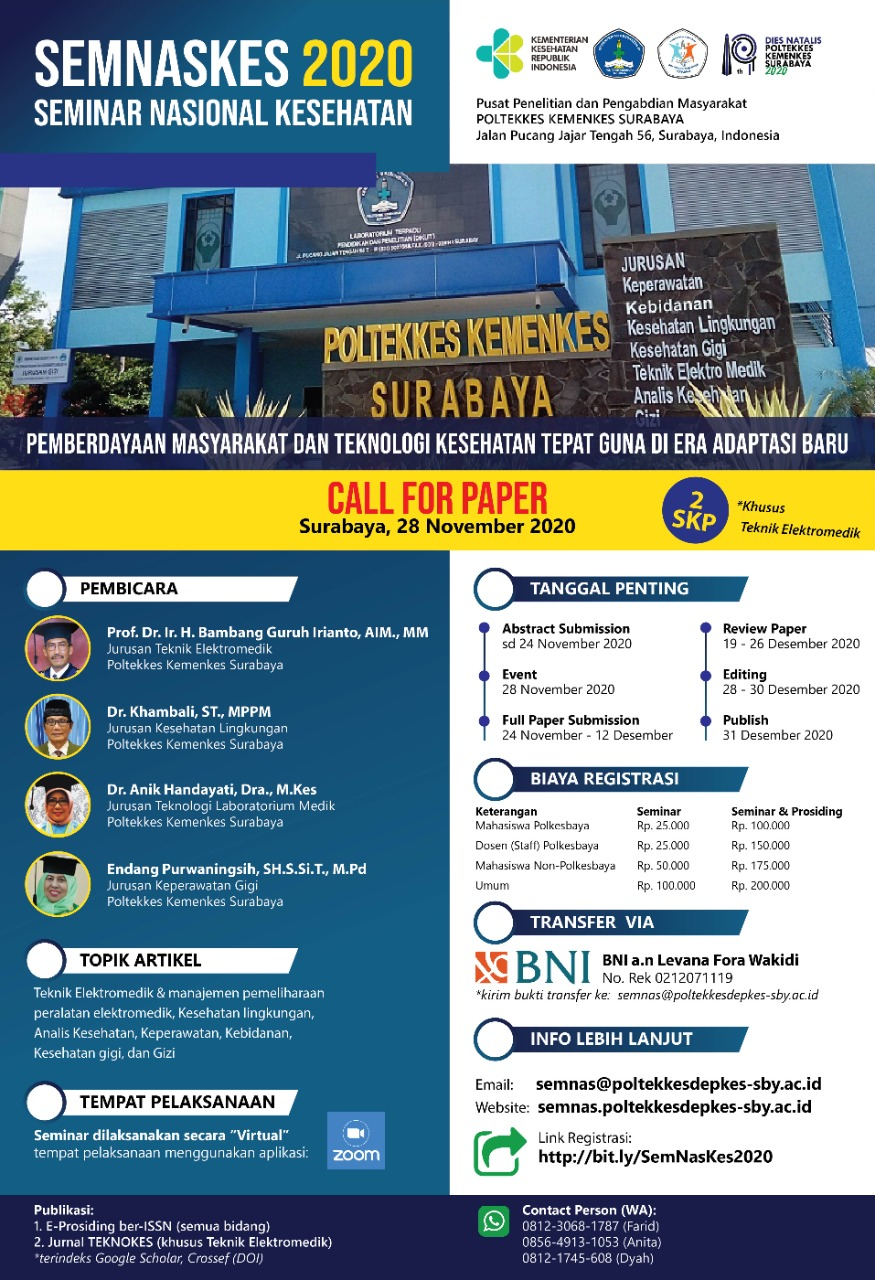 SEMNASKES 2020
SEMINAR NASIONAL KESEHATAN
KEMENTERIAN
KESEHATAN
REPUBLIK
INDONESIA
DIES NATALIS
POLTEKKES
KEMENKES
SURABAYA
2020
th
Pusat Penelitian dan Pengabdian Masyarakat
POLTEKKES KEMENKES SURABAYA
Jalan Pucang Jajar Tengah 56, Surabaya, Indonesia
LABORATORIUM TERPADU
PENDIDIKAN DAN PENELITIAN (DIKLIT)
JURUSAN
Keperawatan
Kebidanan
Kesehatan Lingkungan
Kesehatan Gigi
Teknik Elektro Medik
Analis Kesehatan
Gizi
POLTEKKES KEMENKES
SURABAYA
JURUSAN GIZI
PEMBERDAYAAN MASYARAKAT DAN TEKNOLOGI KESEHATAN TEPAT GUNA DI ERA ADAPTASI BARU
CALL FOR PAPER
Surabaya, 28 November 2020
2
SKP
*Khusus
Teknik Elektromedik
PEMBICARA
Prof. Dr. Ir. H. Bambang Guruh Irianto, AIM., MM
Jurusan Teknik Elektromedik
Poltekkes Kemenkes Surabaya
Dr. Khambali, ST., MPPM
Jurusan Kesehatan Lingkungan
Poltekkes Kemenkes Surabaya
Dr. Anik Handayati, Dra., M.Kes
Jurusan Teknologi Laboratorium Medik
Poltekkes Kemenkes Surabaya
Endang Purwaningsih, SH.S.Si.T., M.Pd
Jurusan Keperawatan Gigi
Poltekkes Kemenkes Surabaya
TOPIK ARTIKEL
Teknik Elektromedik & manajemen pemeliharaan
peralatan elektromedik, Kesehatan lingkungan,
Analis Kesehatan, Keperawatan, Kebidanan,
Kesehatan gigi, dan Gizi
TEMPAT PELAKSANAAN
Seminar dilaksanakan secara "Virtual"
tempat pelaksanaan menggunakan aplikasi:
zoom
TANGGAL PENTING
Abstract Submission
sd 24 November 2020
Event
28 November 2020
Full Paper Submission
24 November - 12 Desember
Review Paper
19 - 26 Desember 2020
Editing
28 - 30 Desember 2020
Publish
31 Desember 2020
BIAYA REGISTRASI
Keterangan Seminar Seminar & Prosiding
Mahasiswa Polkesbaya Rp. 25.000 Rp. 100.000
Dosen (Staff) Polkesbaya Rp. 25.000 Rp. 150.000
Mahasiswa Non-Polkesbaya Rp. 50.000 Rp. 175.000
Umum Rp. 100.000 Rp. 200.000
TRANSFER VIA
BNI
BNI a.n Levana Fora Wakidi
No. Rek 0212071119
*kirim bukti transfer ke: semnas@poltekkesdepkes-sby.ac.id
INFO LEBIH LANJUT
Email: semnas@poltekkesdepkes-sby.ac.id
Website: semnas.poltekkesdepkes-sby.ac.id
Link Registrasi:
http://bit.ly/SemNasKes2020
Publikasi:
1. E-Prosiding ber-ISSN (semua bidang)
2. Jurnal TEKNOKES (khusus Teknik Elektromedik)
*terindeks Google Scholar, Crossef (DOI)
Contact Person (WA):
0812-3068-1787 (Farid)
0856-4913-1053 (Anita)
0812-1745-608 (Dyah)